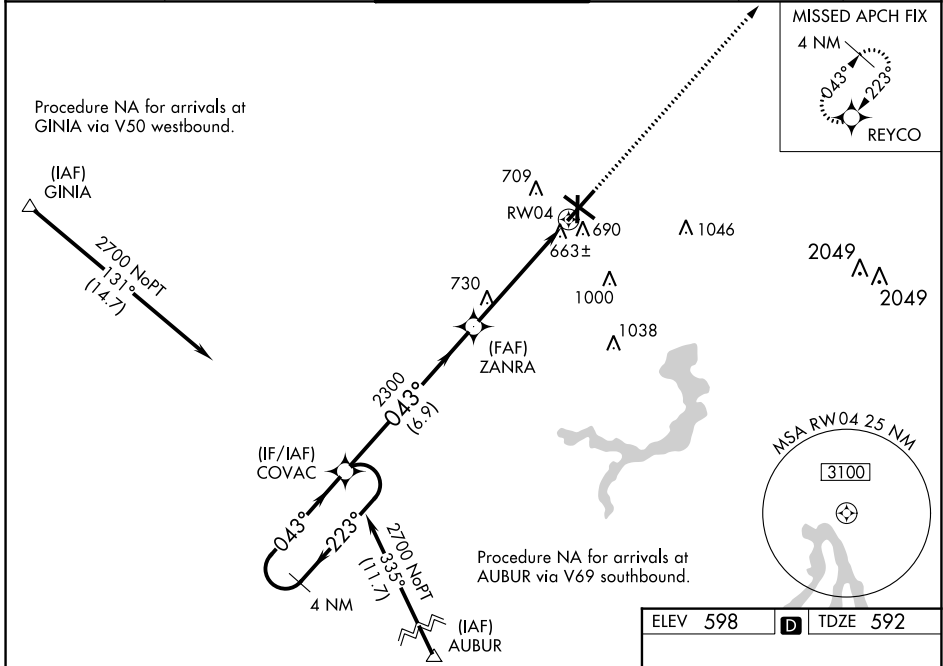 MISSED APCH FIX
4 NM
043°
223°
REYCO
Procedure NA for arrivals at
GINIA via V50 westbound.
(IAF)
GINIA
2700 NoPT
131°
(14.7)
709
RW04
690
663±
1046
2049
2049
730
1000
1038
(FAF)
ZANRA
2300
043°
(6.9)
(IF/IAF)
COVAC
043°
223°
4 NM
2700 NoPT
335°
(11.7)
(IAF)
AUBUR
Procedure NA for arrivals at
AUBUR via V69 southbound.
MSA RW04 25 NM
3100
ELEV 598 D TDZE 592